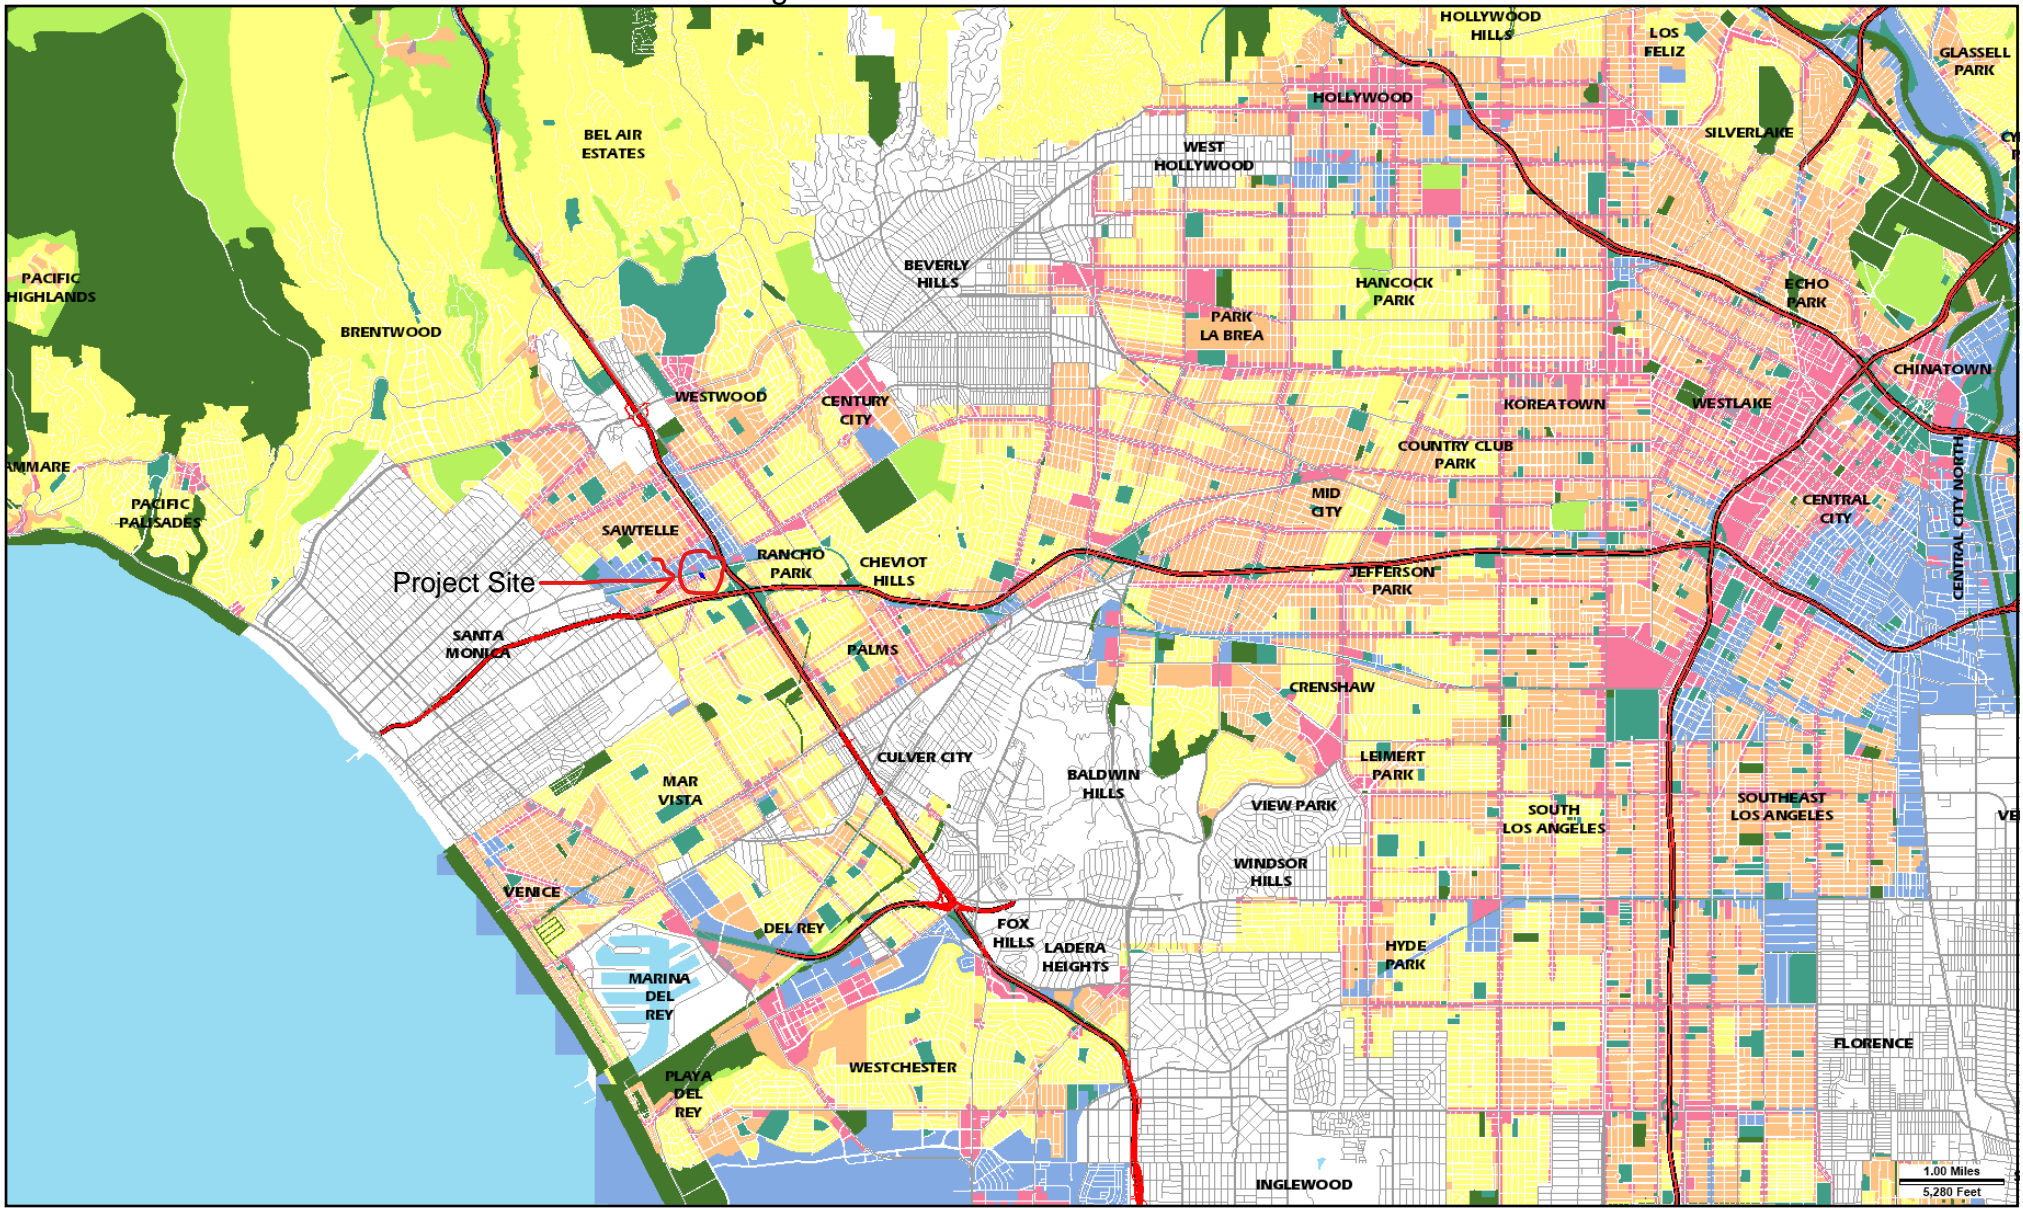 HOLLYWOOD
HILLS
LOS
FELIZ
GLASSELL
PARK
HOLLYWOOD
SILVERLAKE
BEL AIR
ESTATES
WEST
HOLLYWOOD
PACIFIC
HIGHLANDS
BEVERLY
HILLS
HANCOCK
PARK
ECHO
PARK
BRENTWOOD
PARK
LA BREA
CHINATOWN
WESTWOOD
CENTURY
CITY
KOREATOWN
WESTLAKE
COUNTRY CLUB
PARK
AMMARE
PACIFIC
PALISADES
MID
CITY
CENTRAL
CITY
CENTRAL CITY NORTH
SAWTELLE
RANCHO
PARK
CHEVIOT
HILLS
JEFFERSON
PARK
Project Site
SANTA
MONICA
PALMS
CRENSHAW
CULVER CITY
LEIMERT
PARK
MAR
VISTA
BALDWIN
HILLS
VIEW PARK
SOUTH
LOS ANGELES
SOUTHEAST
LOS ANGELES
VE
WINDSOR
HILLS
VENICE
DEL REY
FOX
HILLS
LADERA
HEIGHTS
HYDE
PARK
MARINA
DEL
REY
FLORENCE
WESTCHESTER
PLAYA
DEL
REY
INGLEWOOD
1.00 Miles
5,280 Feet